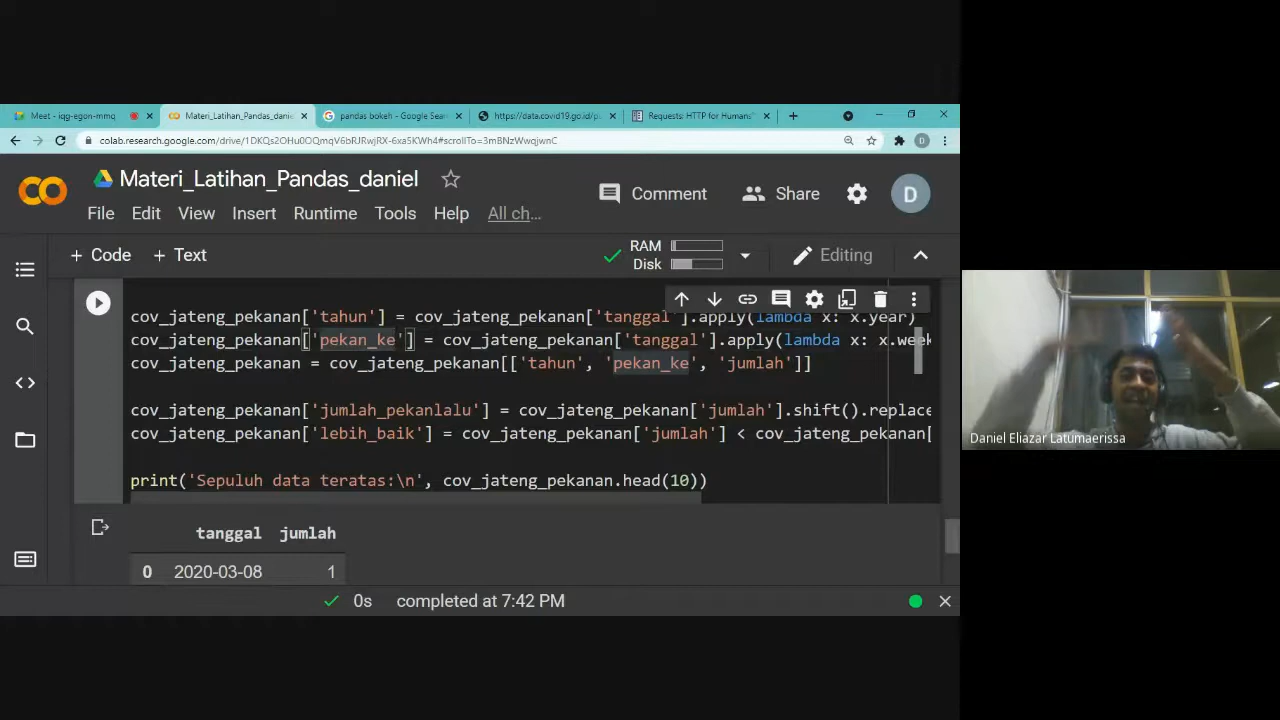 Meet - iqg-egon-mmq
Materi_Latihan_Pandas_danie
pandas bokeh - Google Sear
https://data.covid19.go.id/p
Requests: HTTP for Humans™
colab.research.google.com/drive/1DKQs2OHu0OQmqV6bRJRwjRX-6xa5KWh4#scrollTo=3mBNzWwqjwnC
D
Materi_Latihan_Pandas_daniel
Comment
Share
D
File Edit View Insert Runtime Tools Help All ch...
+ Code + Text
RAM
Disk
Editing
cov_jateng_pekanan['tahun'] = cov_jateng_pekanan['tanggal'].apply(lambda x: x.year)
cov_jateng_pekanan['pekan_ke'] = cov_jateng_pekanan['tanggal'].apply(lambda x: x.week
cov_jateng_pekanan = cov_jateng_pekanan[['tahun', 'pekan_ke', 'jumlah']]
cov_jateng_pekanan['jumlah_pekanlalu'] = cov_jateng_pekanan['jumlah'].shift().replace
cov_jateng_pekanan['lebih_baik'] = cov_jateng_pekanan['jumlah'] < cov_jateng_pekanan[
print('Sepuluh data teratas:\n', cov_jateng_pekanan.head(10))
tanggal jumlah
0 2020-03-08 1
0s completed at 7:42 PM
Daniel Eliazar Latumaerissa